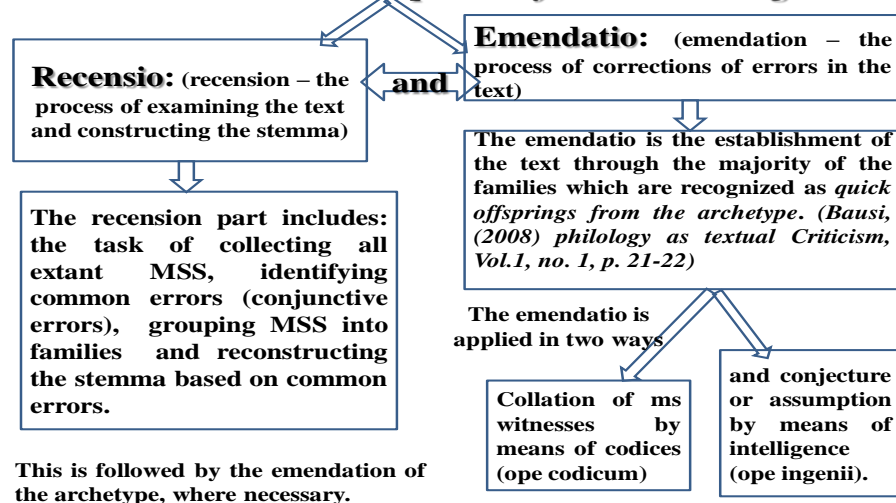 Recensio: (recension – the
process of examining the text
and constructing the stemma)
and
Emendatio: (emendation – the
process of corrections of errors in the
text)
The recension part includes:
the task of collecting all
extant MSS, identifying
common errors (conjunctive
errors), grouping MSS into
families and reconstructing
the stemma based on common
errors.
The emendatio is the establishment of
the text through the majority of the
families which are recognized as quick
offsprings from the archetype. (Bausi,
(2008) philology as textual Criticism,
Vol.1, no. 1, p. 21-22)
The emendatio is
applied in two ways
Collation of ms
witnesses by
means of codices
(ope codicum)
and conjecture
or assumption
by means of
intelligence
(ope ingenii).
This is followed by the emendation of
the archetype, where necessary.